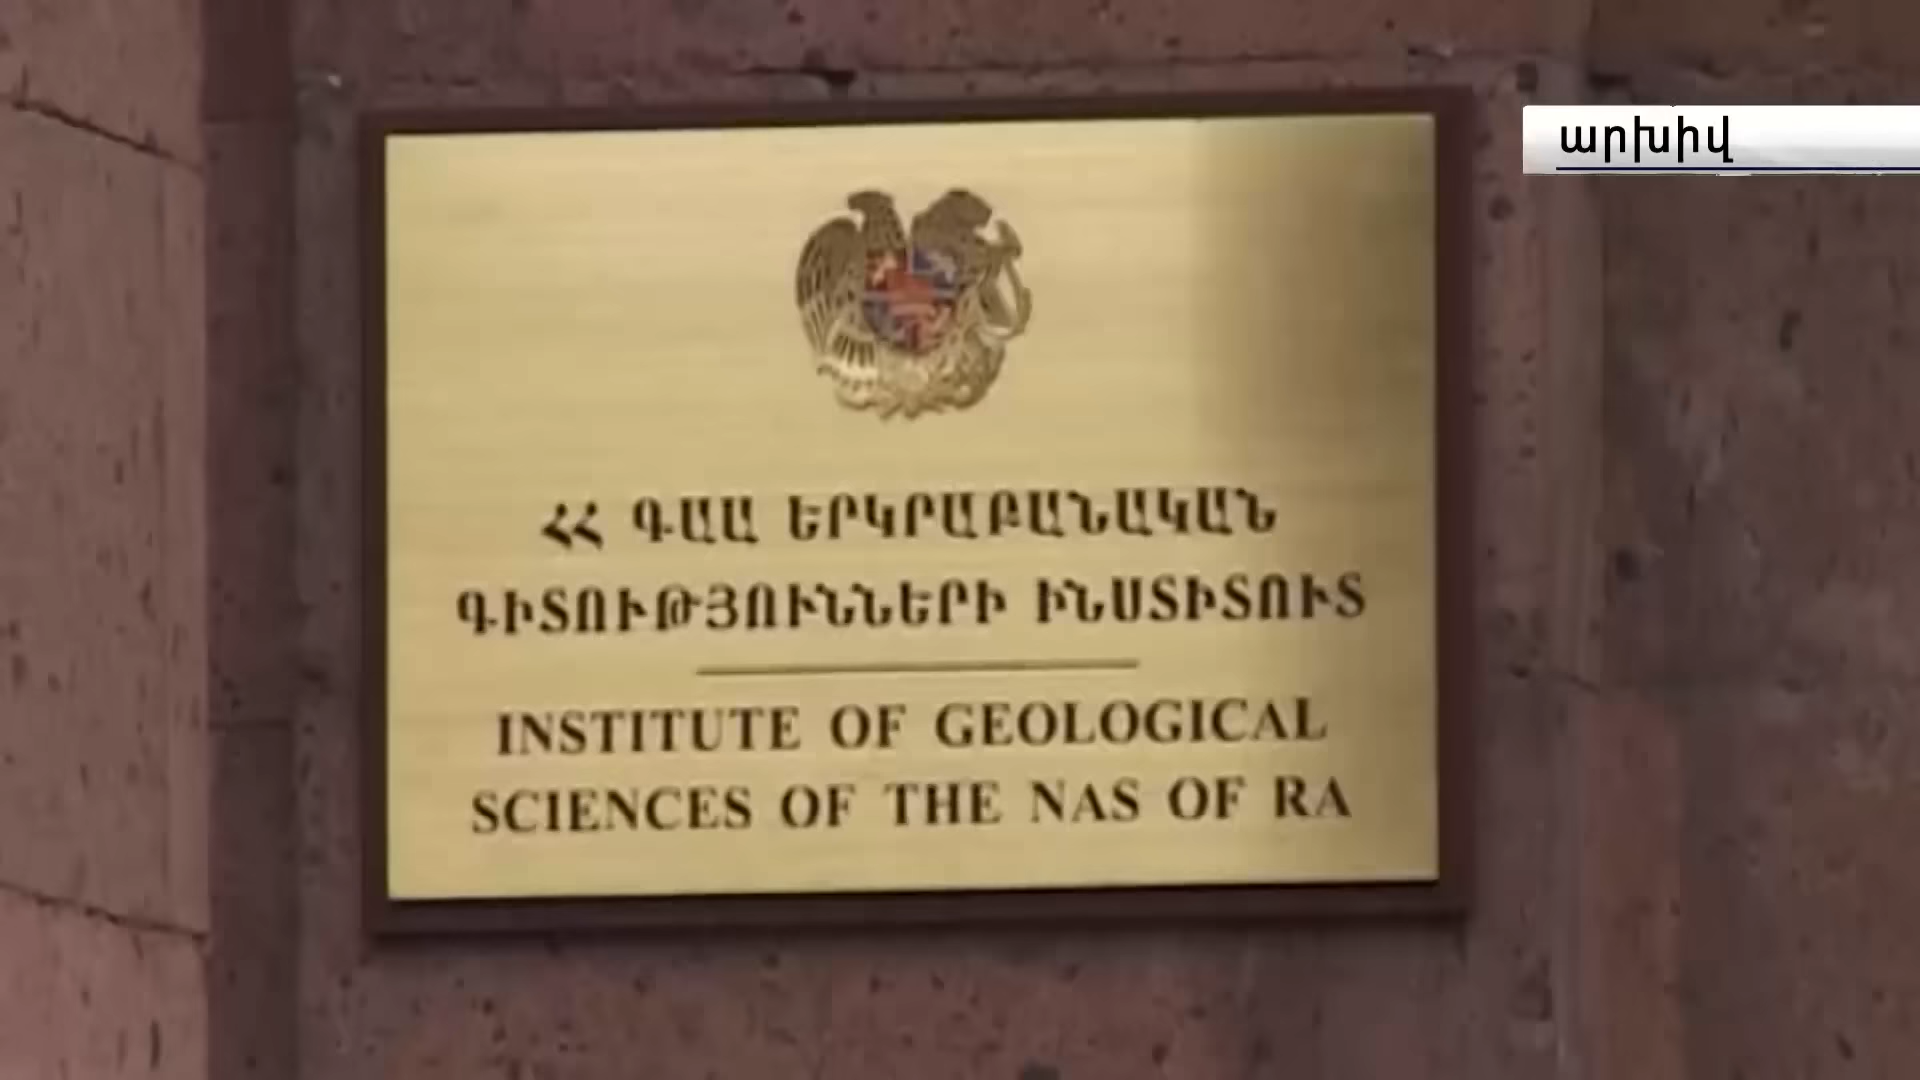 արխիվ
ՀՀ ԳԱԱ ԵՐԿՐԱԲԱՆԱԿԱՆ
ԳԻՏՈՒԹՅՈՒՆՆԵՐԻ ԻՆՍՏԻՏՈՒՏ
INSTITUTE OF GEOLOGICAL
SCIENCES OF THE NAS OF RA